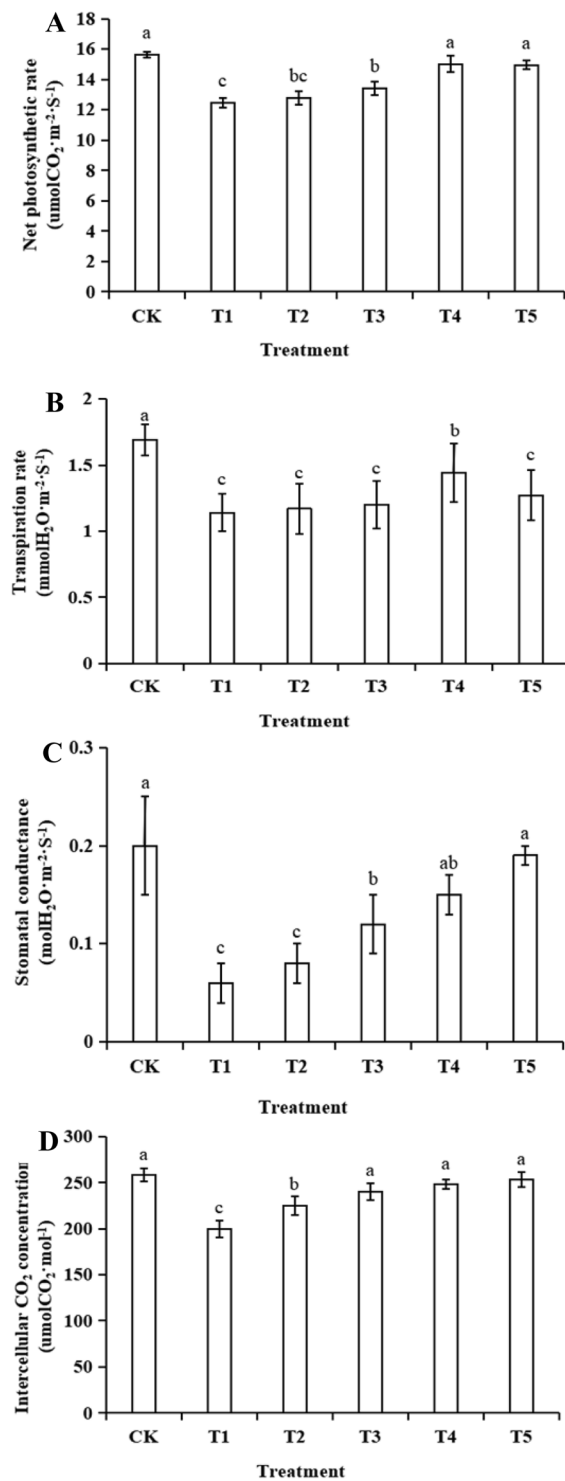 A
18
16
14
12
10
8
6
4
2
0
Net photosynthetic rate
(umolCO₂·m⁻²·S⁻¹)
a
c
bc
b
a
a
CK T1 T2 T3 T4 T5
Treatment
B
2
1.5
1
0.5
0
Transpiration rate
(mmolH₂O·m⁻²·S⁻¹)
a
c
c
c
b
c
CK T1 T2 T3 T4 T5
Treatment
C
0.3
0.2
0.1
0
Stomatal conductance
(molH₂O·m⁻²·S⁻¹)
a
c
c
b
ab
a
CK T1 T2 T3 T4 T5
Treatment
D
300
250
200
150
100
50
0
Intercellular CO₂ concentration
(umolCO₂·mol⁻¹)
a
c
b
a
a
a
CK T1 T2 T3 T4 T5
Treatment